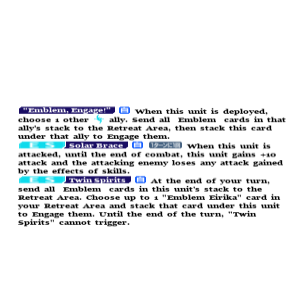 "Emblem, Engage!" 自 When this unit is deployed,
choose 1 other ally. Send all Emblem cards in that
ally's stack to the Retreat Area, then stack this card
under that ally to Engage them.
E S Solar Brace 自 When this unit is
attacked, until the end of combat, this unit gains +10
attack and the attacking enemy loses any attack gained
by the effects of skills.
E S Twin Spirits 自 At the end of your turn,
send all Emblem cards in this unit's stack to the
Retreat Area. Choose up to 1 "Emblem Eirika" card in
your Retreat Area and stack that card under this unit
to Engage them. Until the end of the turn, "Twin
Spirits" cannot trigger.